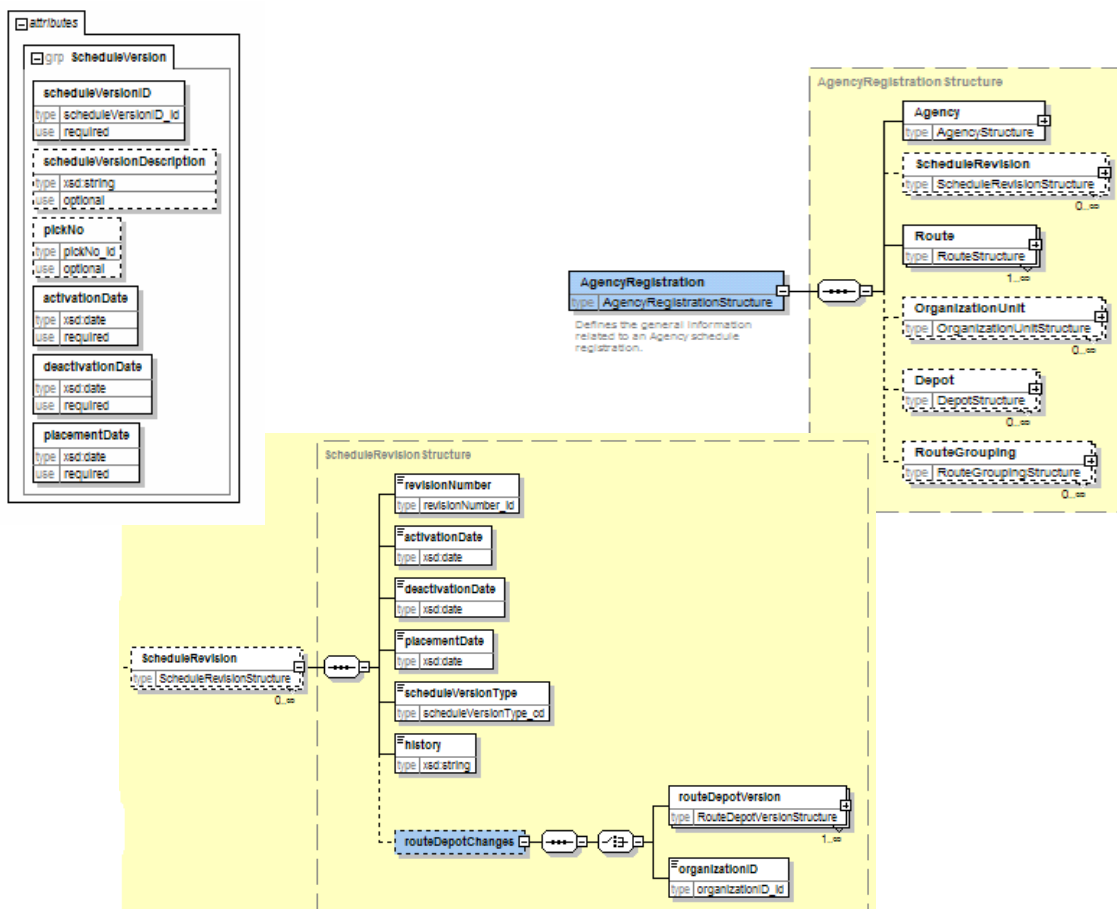 attributes
grp ScheduleVersion
scheduleVersionID
type scheduleVersionID_id
use required
scheduleVersionDescription
type xsd:string
use optional
pickNo
type pickNo_id
use optional
activationDate
type xsd:date
use required
deactivationDate
type xsd:date
use required
placementDate
type xsd:date
use required
AgencyRegistration
type AgencyRegistrationStructure
Defines the general information
related to an Agency schedule
registration.
AgencyRegistration Structure
Agency
type AgencyStructure
ScheduleRevision
type ScheduleRevisionStructure
0..∞
Route
type RouteStructure
1..∞
OrganizationUnit
type OrganizationUnitStructure
0..∞
Depot
type DepotStructure
0..∞
RouteGrouping
type RouteGroupingStructure
0..∞
ScheduleRevision
type ScheduleRevisionStructure
0..∞
ScheduleRevision Structure
revisionNumber
type revisionNumber_id
activationDate
type xsd:date
deactivationDate
type xsd:date
placementDate
type xsd:date
scheduleVersionType
type scheduleVersionType_cd
history
type xsd:string
routeDepotChanges
routeDepotVersion
type RouteDepotVersionStructure
1..∞
organizationID
type organizationID_id